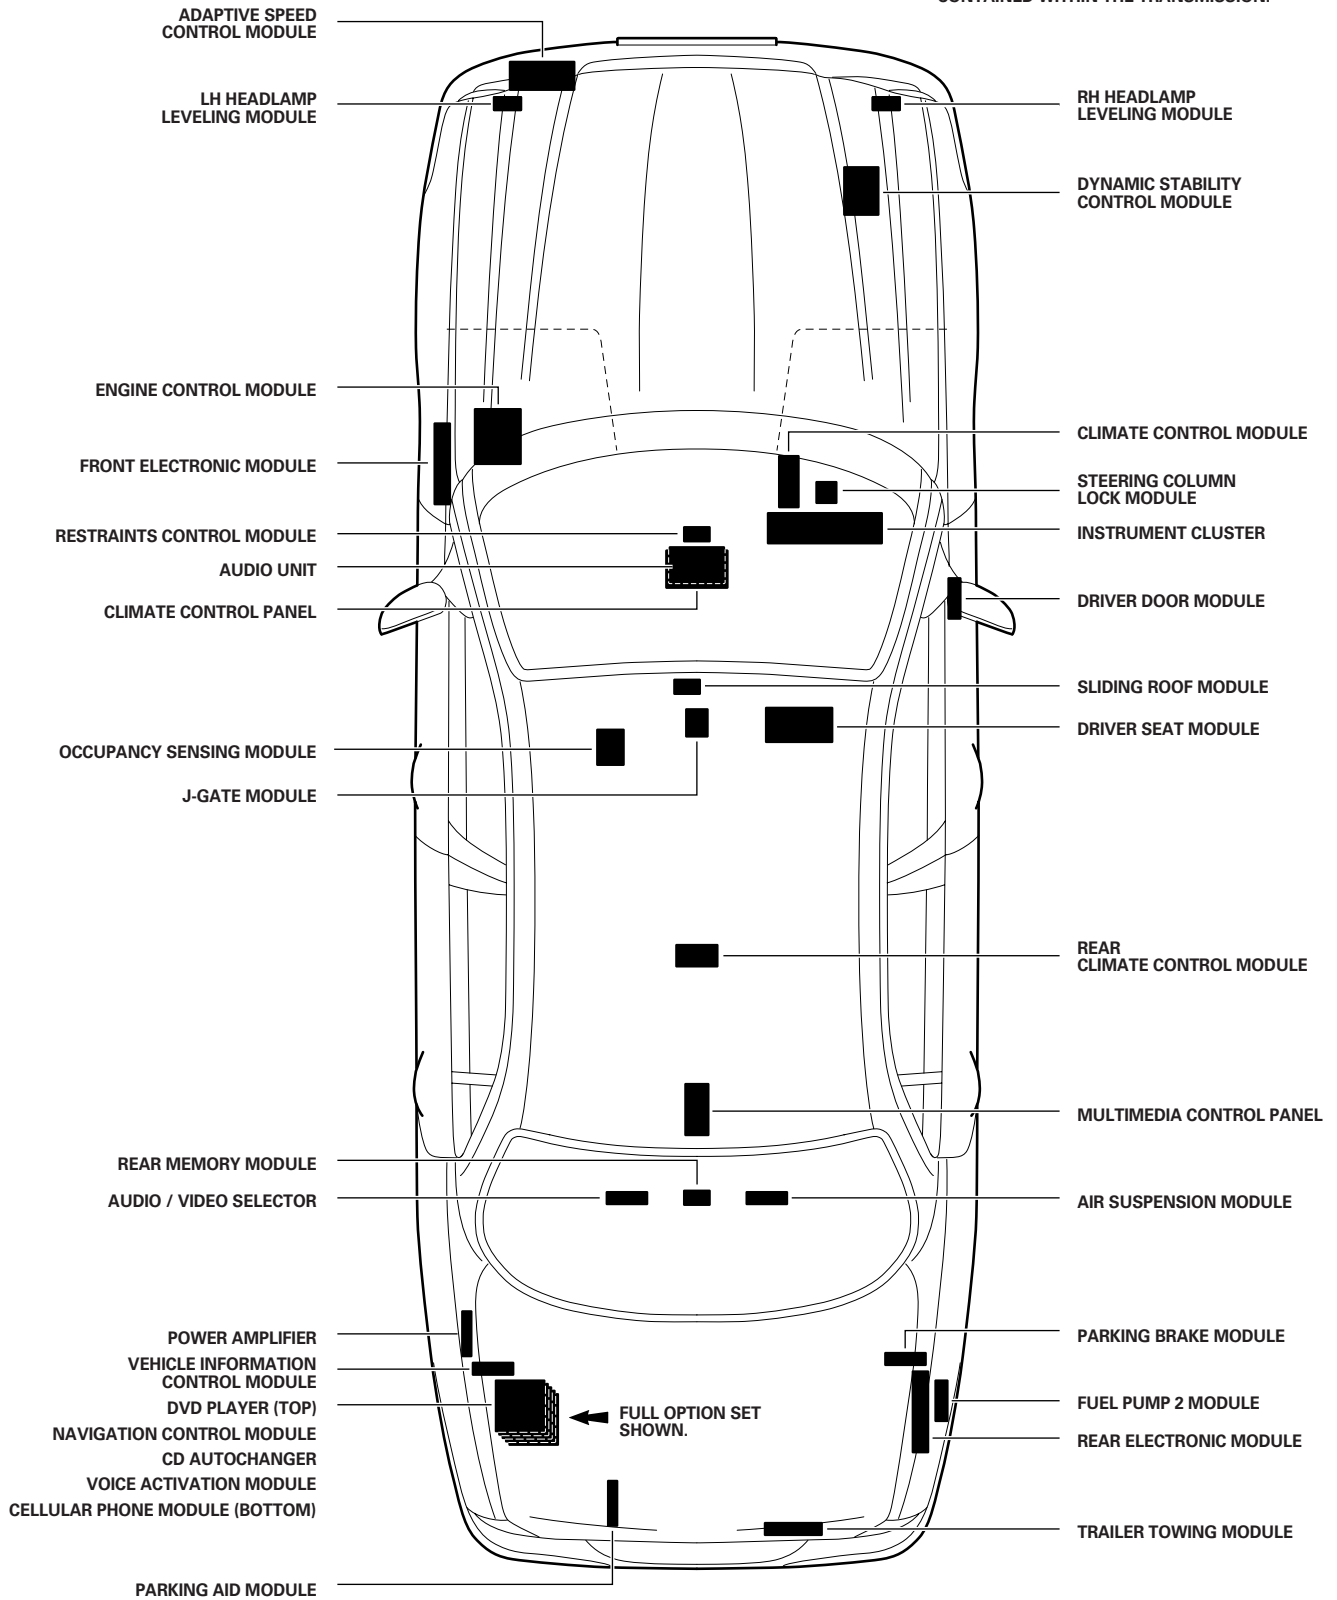 CONTAINED WITHIN THE TRANSMISSION.
ADAPTIVE SPEED
CONTROL MODULE
LH HEADLAMP
LEVELING MODULE
ENGINE CONTROL MODULE
FRONT ELECTRONIC MODULE
RESTRAINTS CONTROL MODULE
AUDIO UNIT
CLIMATE CONTROL PANEL
OCCUPANCY SENSING MODULE
J-GATE MODULE
REAR MEMORY MODULE
AUDIO / VIDEO SELECTOR
POWER AMPLIFIER
VEHICLE INFORMATION
CONTROL MODULE
DVD PLAYER (TOP)
NAVIGATION CONTROL MODULE
CD AUTOCHANGER
VOICE ACTIVATION MODULE
CELLULAR PHONE MODULE (BOTTOM)
PARKING AID MODULE
FULL OPTION SET
SHOWN.
RH HEADLAMP
LEVELING MODULE
DYNAMIC STABILITY
CONTROL MODULE
CLIMATE CONTROL MODULE
STEERING COLUMN
LOCK MODULE
INSTRUMENT CLUSTER
DRIVER DOOR MODULE
SLIDING ROOF MODULE
DRIVER SEAT MODULE
REAR
CLIMATE CONTROL MODULE
MULTIMEDIA CONTROL PANEL
AIR SUSPENSION MODULE
PARKING BRAKE MODULE
FUEL PUMP 2 MODULE
REAR ELECTRONIC MODULE
TRAILER TOWING MODULE